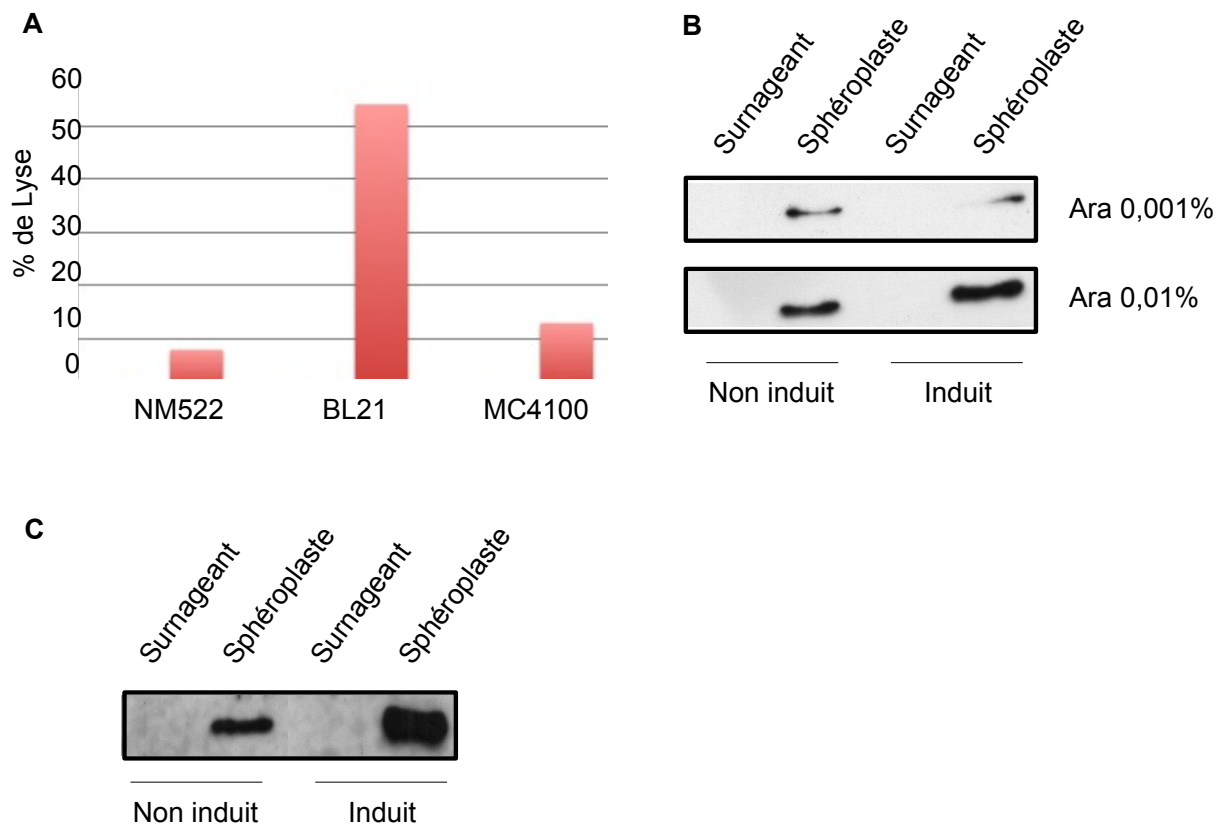 A
% de Lyse
60
50
40
30
20
10
0
NM522 BL21 MC4100
B
Surnageant
Sphéroplaste
Surnageant
Sphéroplaste
Ara 0,001%
Ara 0,01%
Non induit Induit
C
Surnageant
Sphéroplaste
Surnageant
Sphéroplaste
Non induit Induit